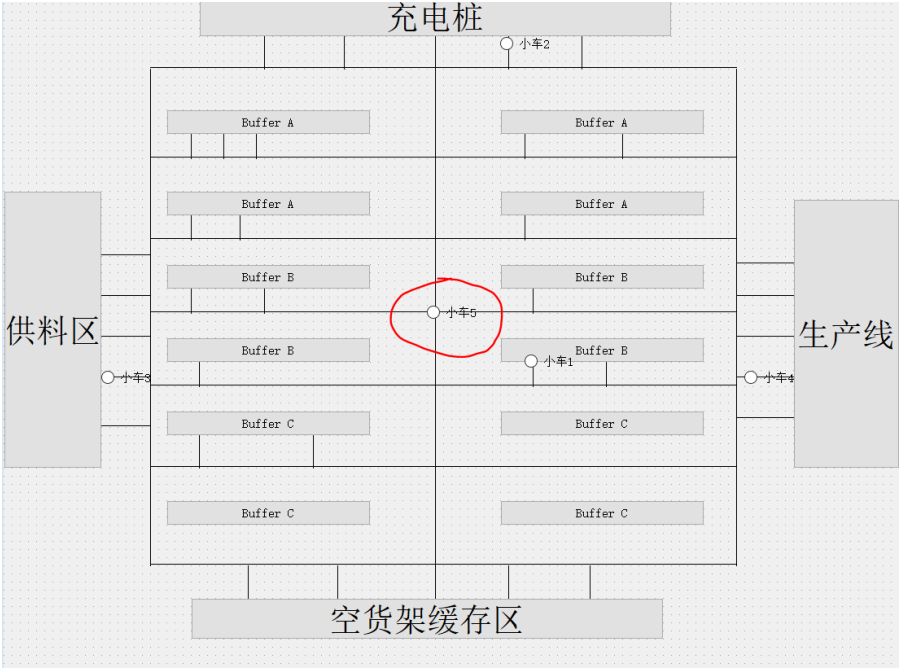 充电桩
小车2
Buffer A
Buffer A
Buffer A
Buffer A
Buffer B
Buffer B
供料区
小车5
生产线
Buffer B
Buffer B
小车1
小车3
小车4
Buffer C
Buffer C
Buffer C
Buffer C
空货架缓存区